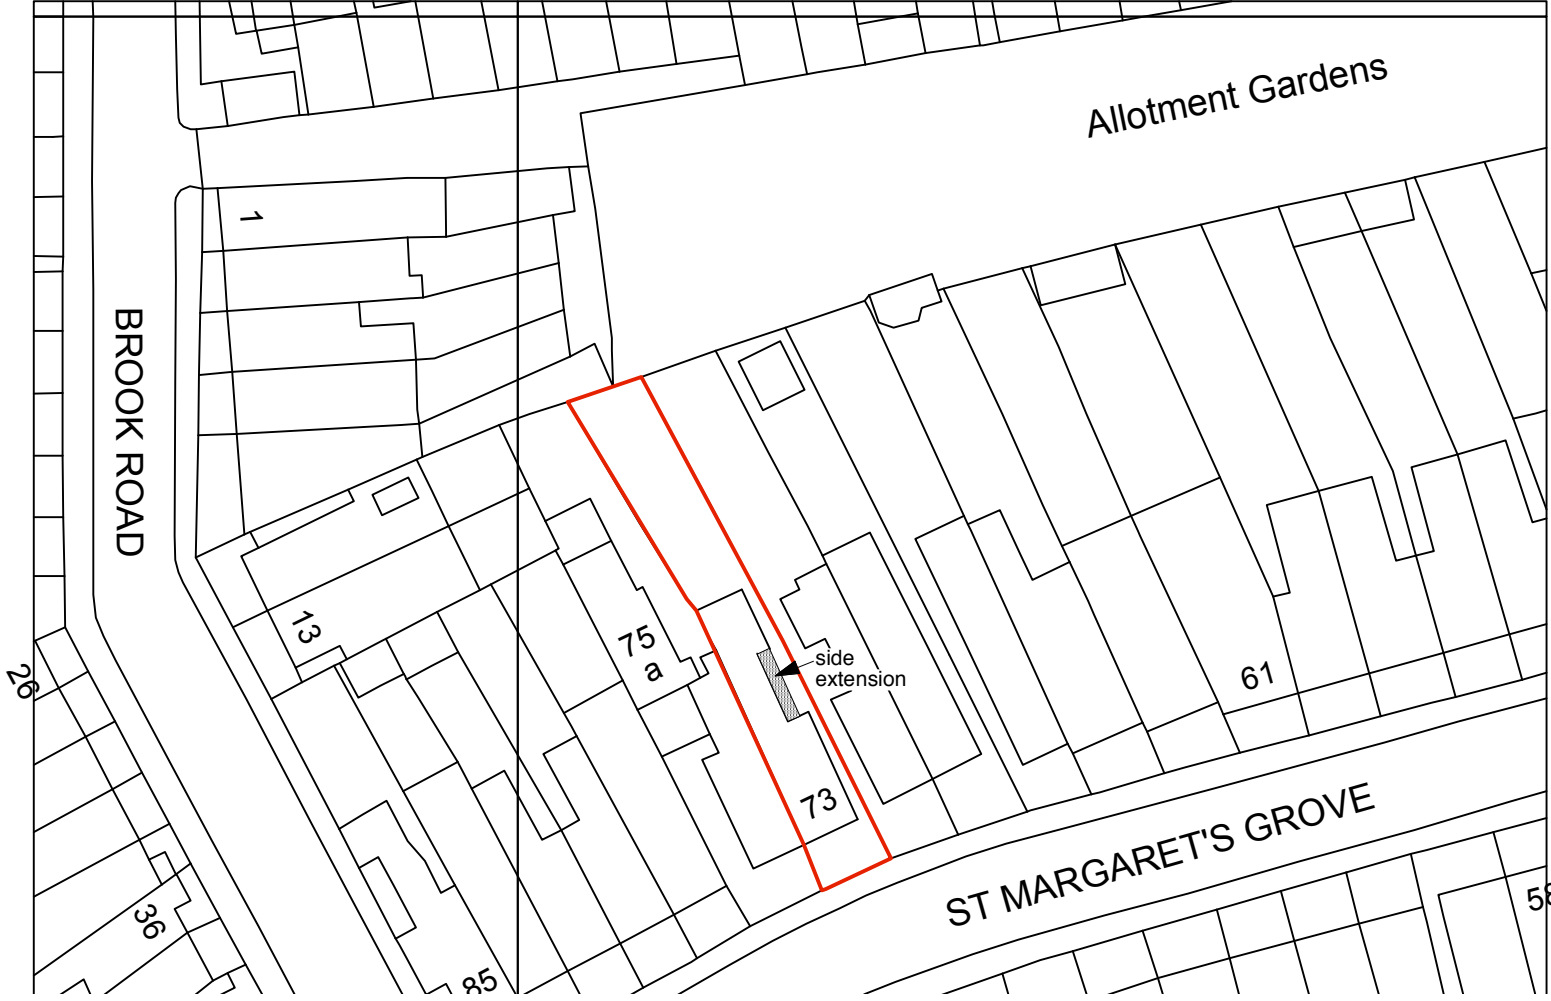 Allotment Gardens
1
BROOK ROAD
13
75
a
side
extension
26
61
73
ST MARGARET'S GROVE
36
58
85